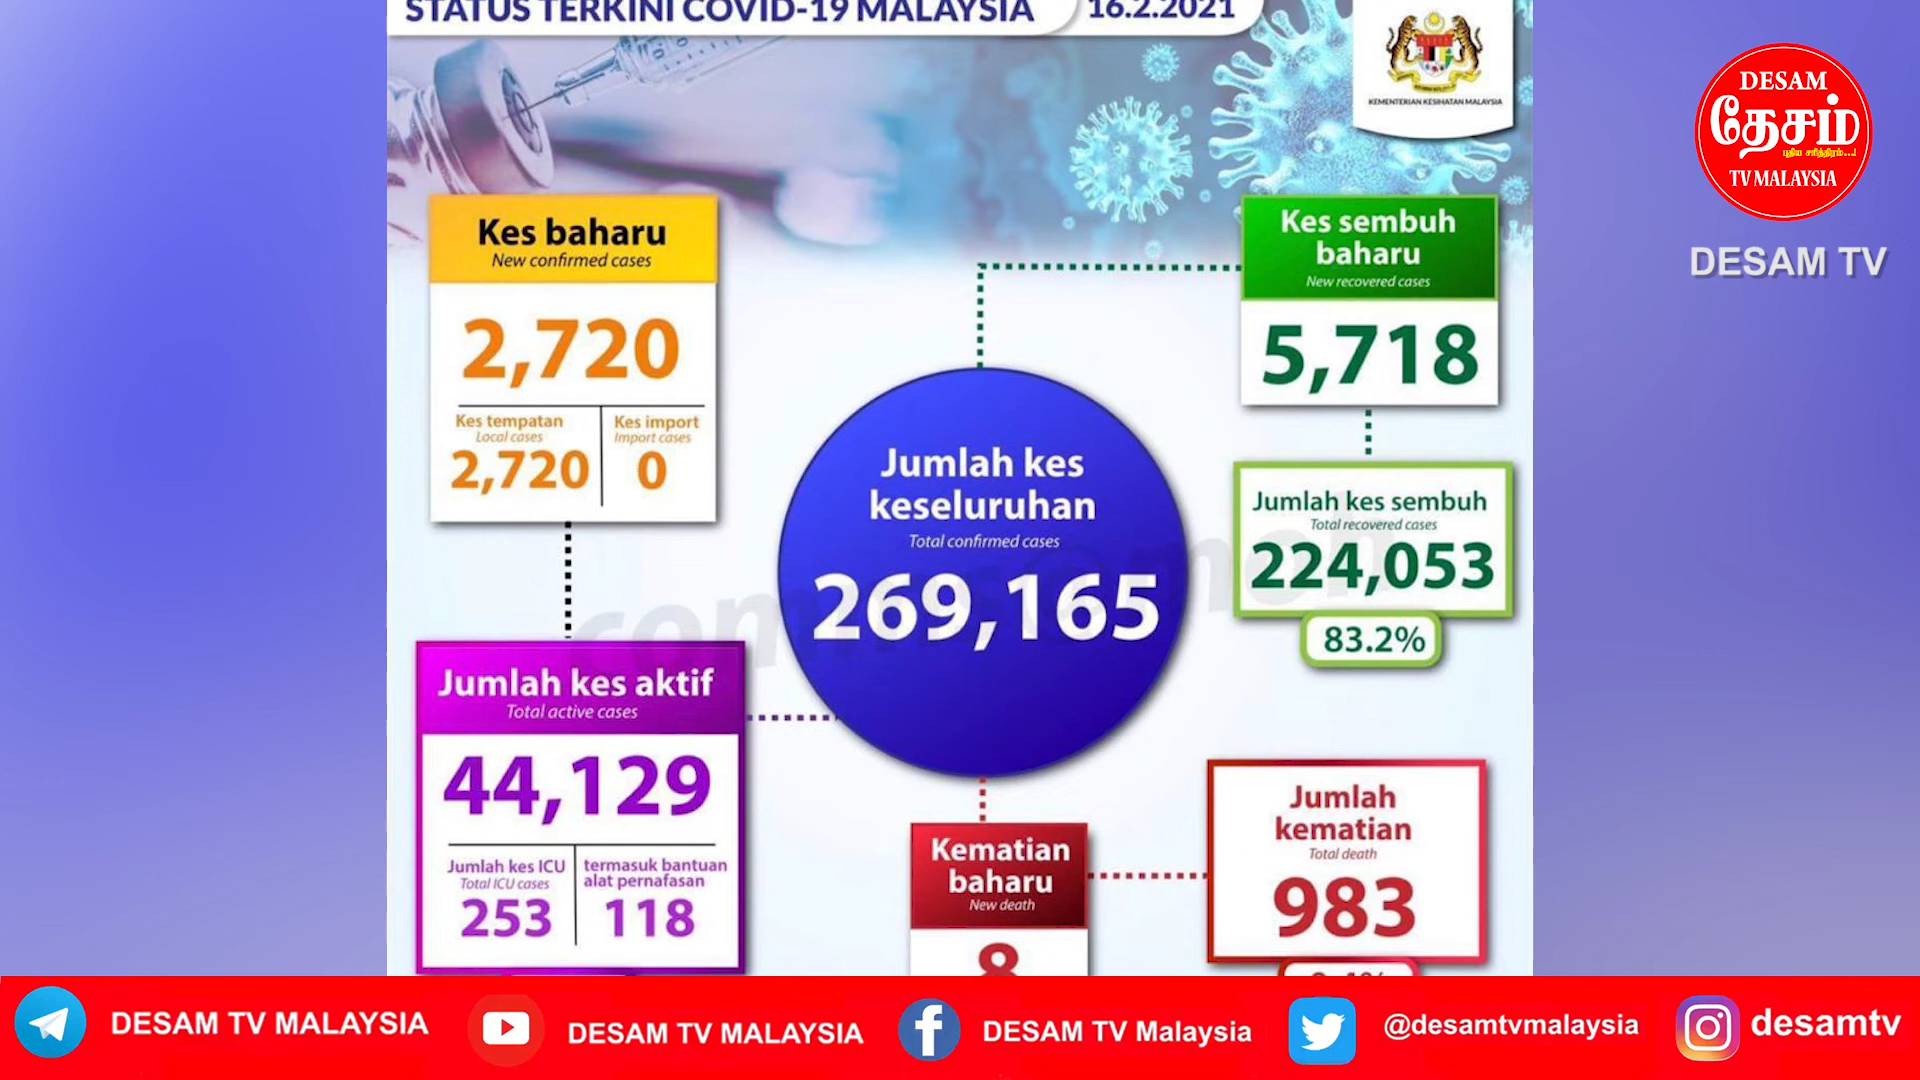 STATUS TERKINI COVID-19 MALAYSIA
16.2.2021
KEMENTERIAN KESIHATAN MALAYSIA
DESAM
தேசம்
புதிய சரித்திரம்...!
TV MALAYSIA
DESAM TV
Kes baharu
New confirmed cases
2,720
Kes tempatan
Local cases
2,720
Kes import
Import cases
0
Kes sembuh
baharu
New recovered cases
5,718
Jumlah kes
keseluruhan
Total confirmed cases
269,165
Jumlah kes sembuh
Total recovered cases
224,053
83.2%
Jumlah kes aktif
Total active cases
44,129
Jumlah kes ICU
Total ICU cases
253
termasuk bantuan
alat pernafasan
118
Kematian
baharu
New death
8
Jumlah
kematian
Total death
983
DESAM TV MALAYSIA
DESAM TV MALAYSIA
DESAM TV Malaysia
@desamtvmalaysia
desamtv